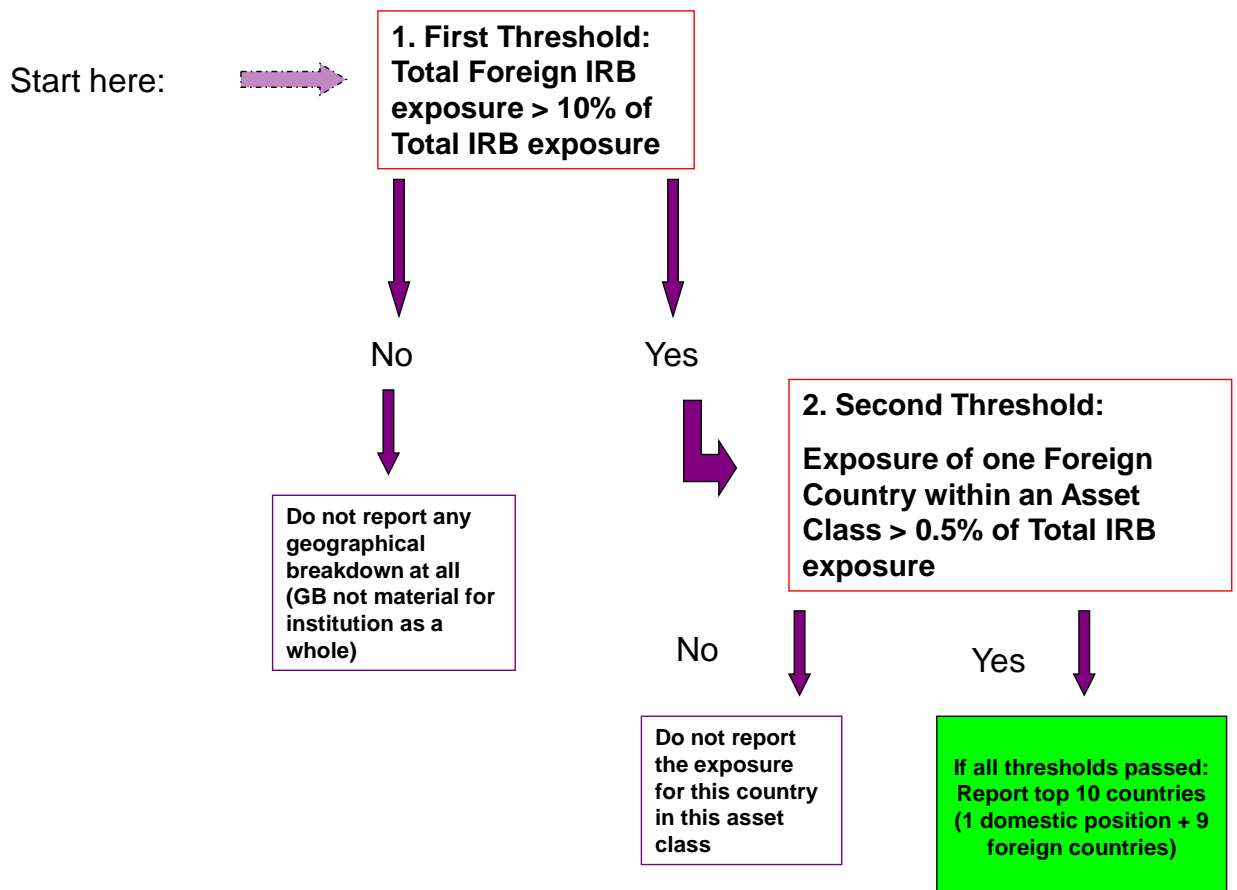 Start here:
1. First Threshold:
Total Foreign IRB
exposure > 10% of
Total IRB exposure
No
Yes
2. Second Threshold:
Exposure of one Foreign
Country within an Asset
Class > 0.5% of Total IRB
exposure
Do not report any
geographical
breakdown at all
(GB not material for
institution as a
whole)
No
Yes
Do not report
the exposure
for this country
in this asset
class
If all thresholds passed:
Report top 10 countries
(1 domestic position + 9
foreign countries)